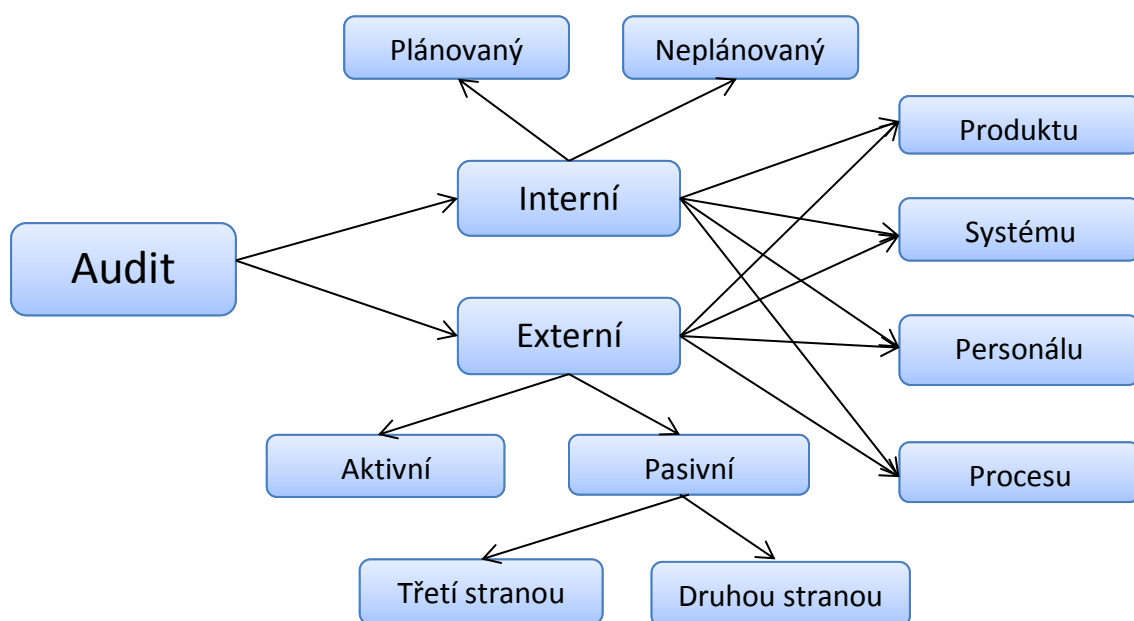 Plánovaný
Neplánovaný
Produktu
Interní
Systému
Audit
Externí
Personálu
Aktivní
Pasivní
Procesu
Třetí stranou
Druhou stranou